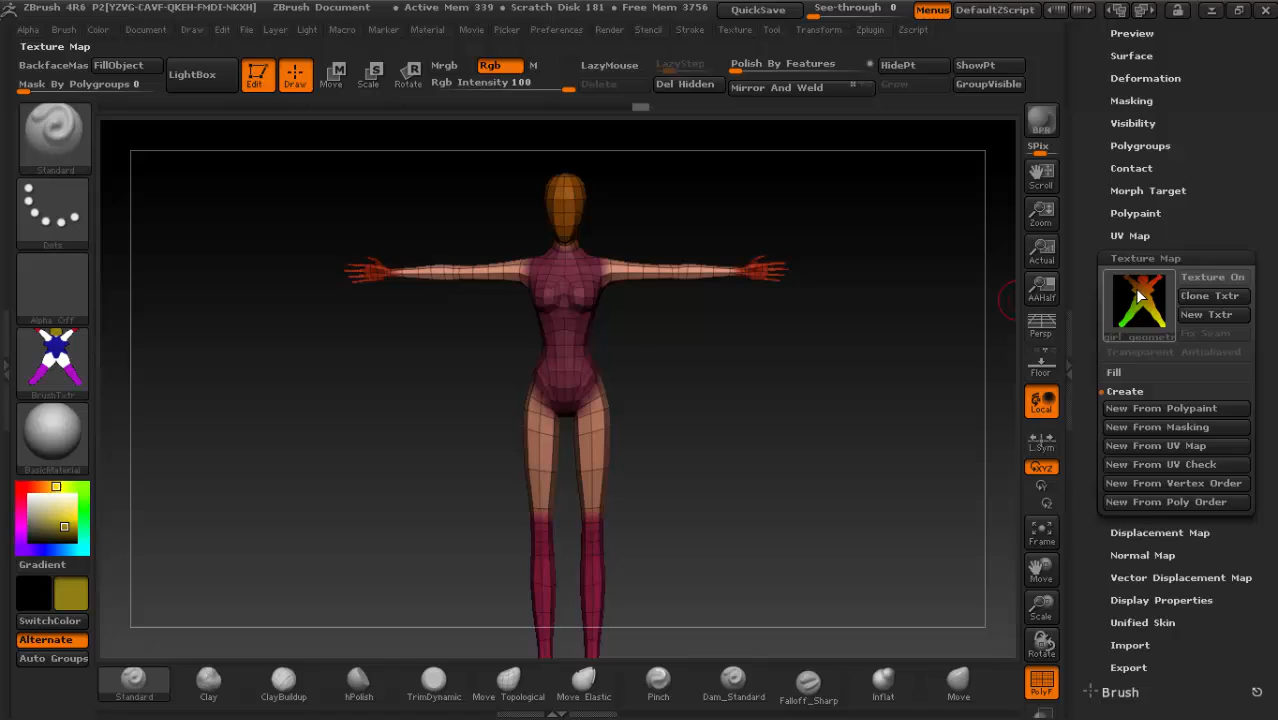 ZBrush 4R6 P2[YZVG-CAVF-QKEH-FMDI-NKXH] ZBrush Document • Active Mem 339 • Scratch Disk 181 • Free Mem 3756 QuickSave See-through 0 Menus DefaultZScript
Alpha Brush Color Document Draw Edit File Layer Light Macro Marker Material Movie Picker Preferences Render Stencil Stroke Texture Tool Transform Zplugin Zscript
Texture Map
BackfaceMas FillObject
Mask By Polygroups 0
LightBox
Edit Draw Move Scale Rotate
Mrgb Rgb M
Rgb Intensity 100
LazyMouse LazyStep
Delete Del Hidden
Polish By Features
Mirror And Weld
HidePt ShowPt
Grow GroupVisible
Standard
Dots
Alpha Off
BrushTxtr
BasicMaterial
Gradient
SwitchColor
Alternate
Auto Groups
BPR
SPix
Scroll
Zoom
Actual
AAHalf
Persp
Floor
Local
L.Sym
XYZ
Frame
Move
Scale
Rotate
PolyF
Preview
Surface
Deformation
Masking
Visibility
Polygroups
Contact
Morph Target
Polypaint
UV Map
Texture Map
Texture On
Clone Txtr
New Txtr
Fix Seam
Transparent Antialiased
Fill
Create
New From Polypaint
New From Masking
New From UV Map
New From UV Check
New From Vertex Order
New From Poly Order
Displacement Map
Normal Map
Vector Displacement Map
Display Properties
Unified Skin
Import
Export
Brush
Standard Clay ClayBuildup hPolish TrimDynamic Move Topological Move Elastic Pinch Dam_Standard Falloff_Sharp Inflat Move